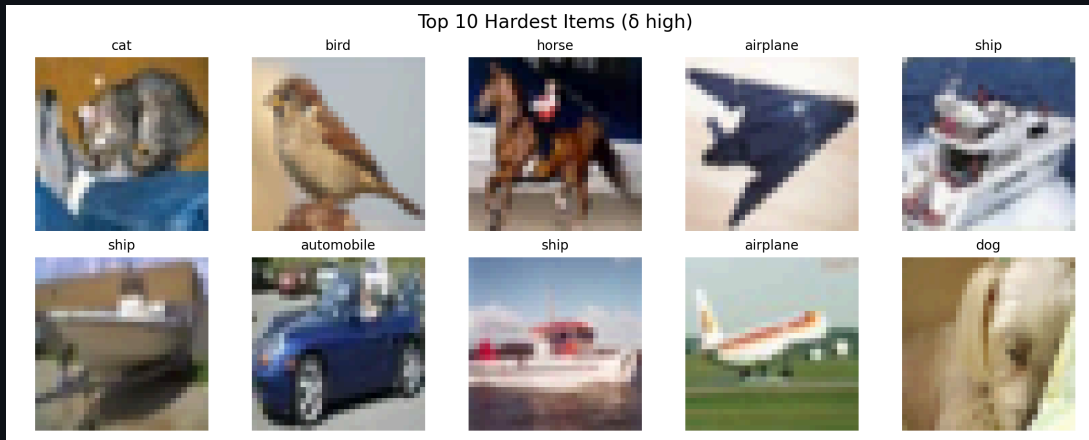 Top 10 Hardest Items (δ high)
cat bird horse airplane ship
ship automobile ship airplane dog